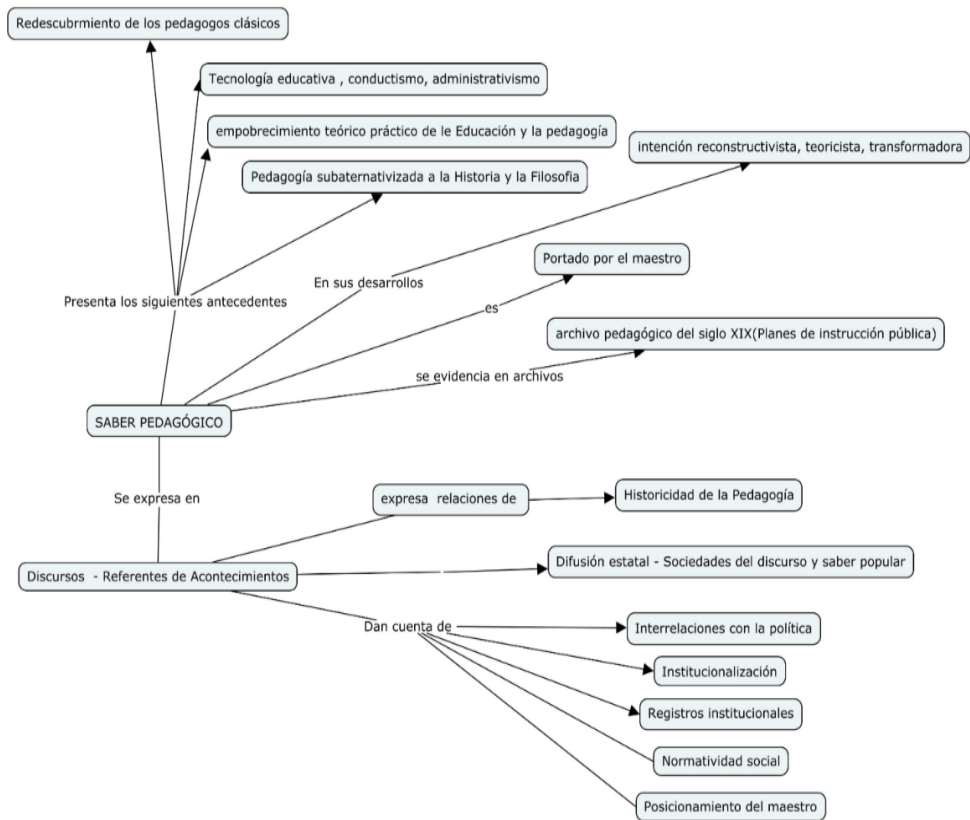 Redescubrmiento de los pedagogos clásicos
Tecnología educativa , conductismo, administrativismo
empobrecimiento teórico práctico de le Educación y la pedagogía
intención reconstructivista, teoricista, transformadora
Pedagogía subaternativizada a la Historia y la Filosofia
Portado por el maestro
En sus desarrollos
Presenta los siguientes antecedentes
es
archivo pedagógico del siglo XIX(Planes de instrucción pública)
se evidencia en archivos
SABER PEDAGÓGICO
Se expresa en
expresa relaciones de
Historicidad de la Pedagogía
Difusión estatal - Sociedades del discurso y saber popular
Discursos - Referentes de Acontecimientos
Dan cuenta de
Interrelaciones con la política
Institucionalización
Registros institucionales
Normatividad social
Posicionamiento del maestro